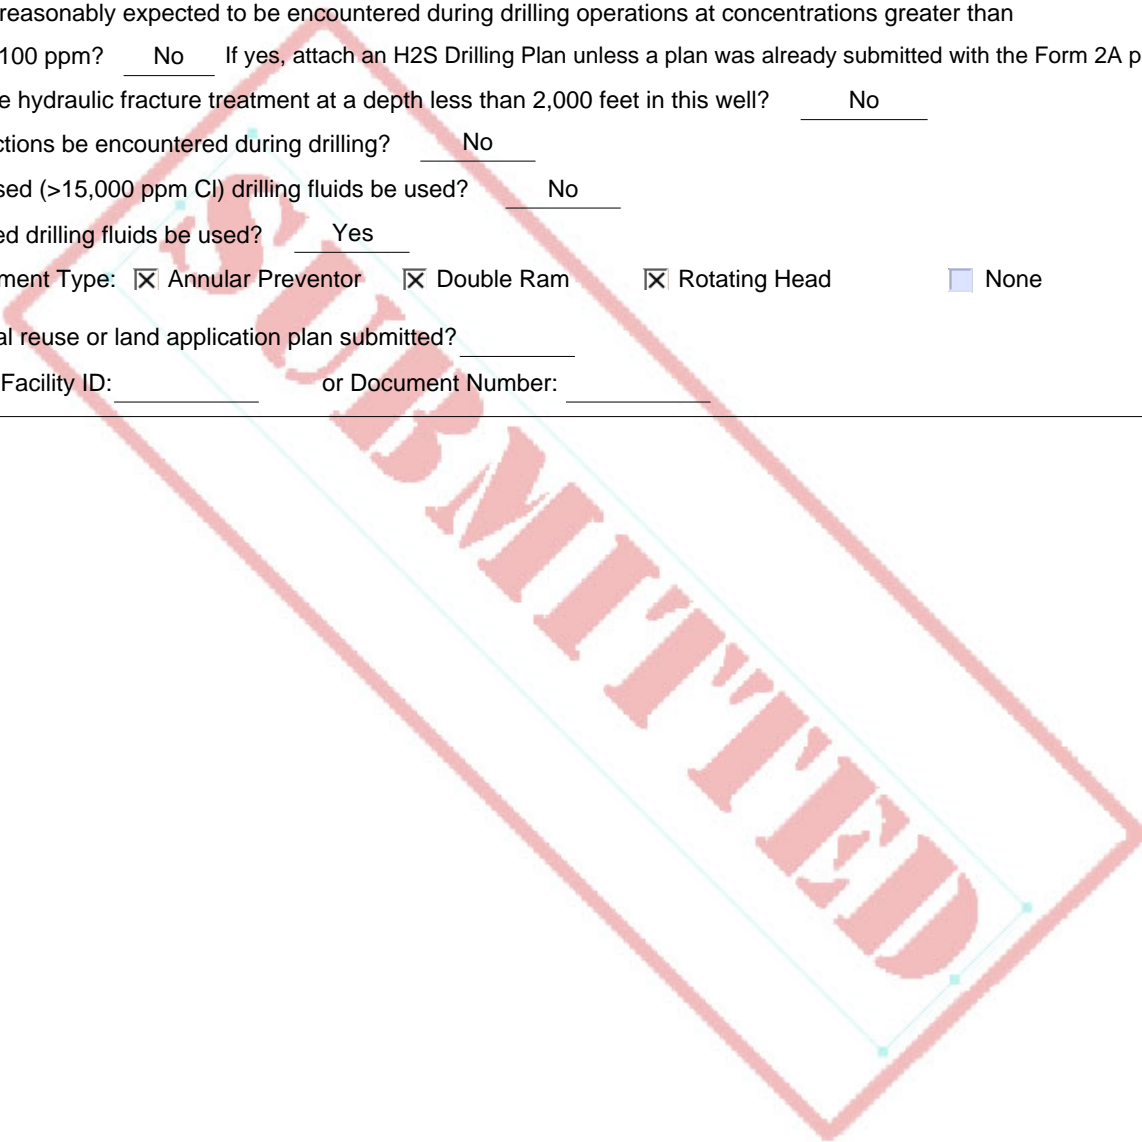 reasonably expected to be encountered during drilling operations at concentrations greater than
100 ppm? No If yes, attach an H2S Drilling Plan unless a plan was already submitted with the Form 2A p
e hydraulic fracture treatment at a depth less than 2,000 feet in this well? No
ctions be encountered during drilling? No
sed (>15,000 ppm Cl) drilling fluids be used? No
ed drilling fluids be used? Yes
ment Type: Annular Preventor Double Ram Rotating Head None
al reuse or land application plan submitted?
Facility ID: or Document Number:
SUBMITTED